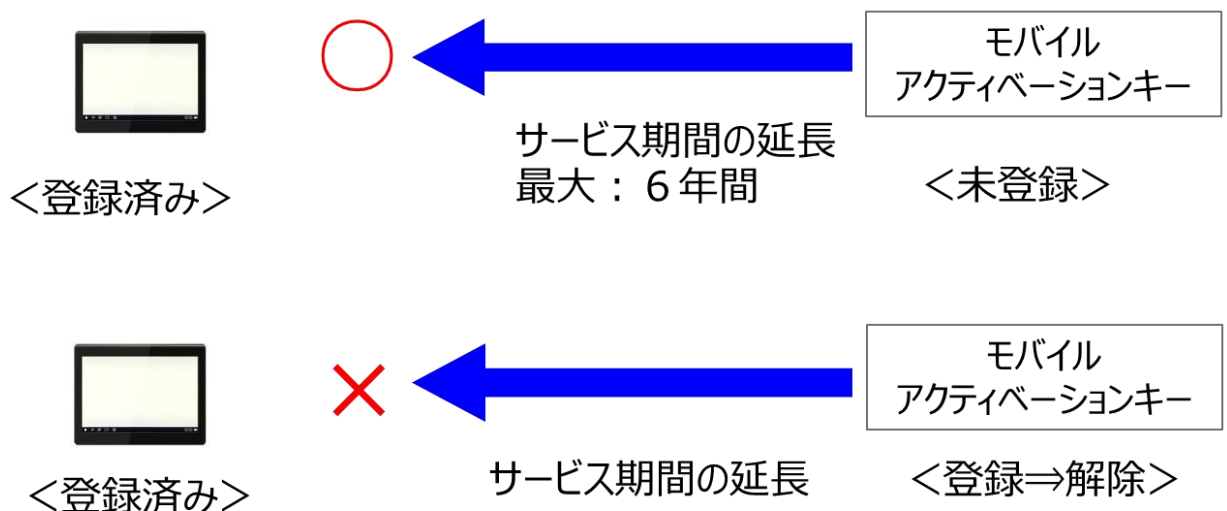 モバイル
アクティベーションキー
サービス期間の延長
最大：６年間
＜登録済み＞
＜未登録＞
モバイル
アクティベーションキー
サービス期間の延長
＜登録⇒解除＞
＜登録済み＞